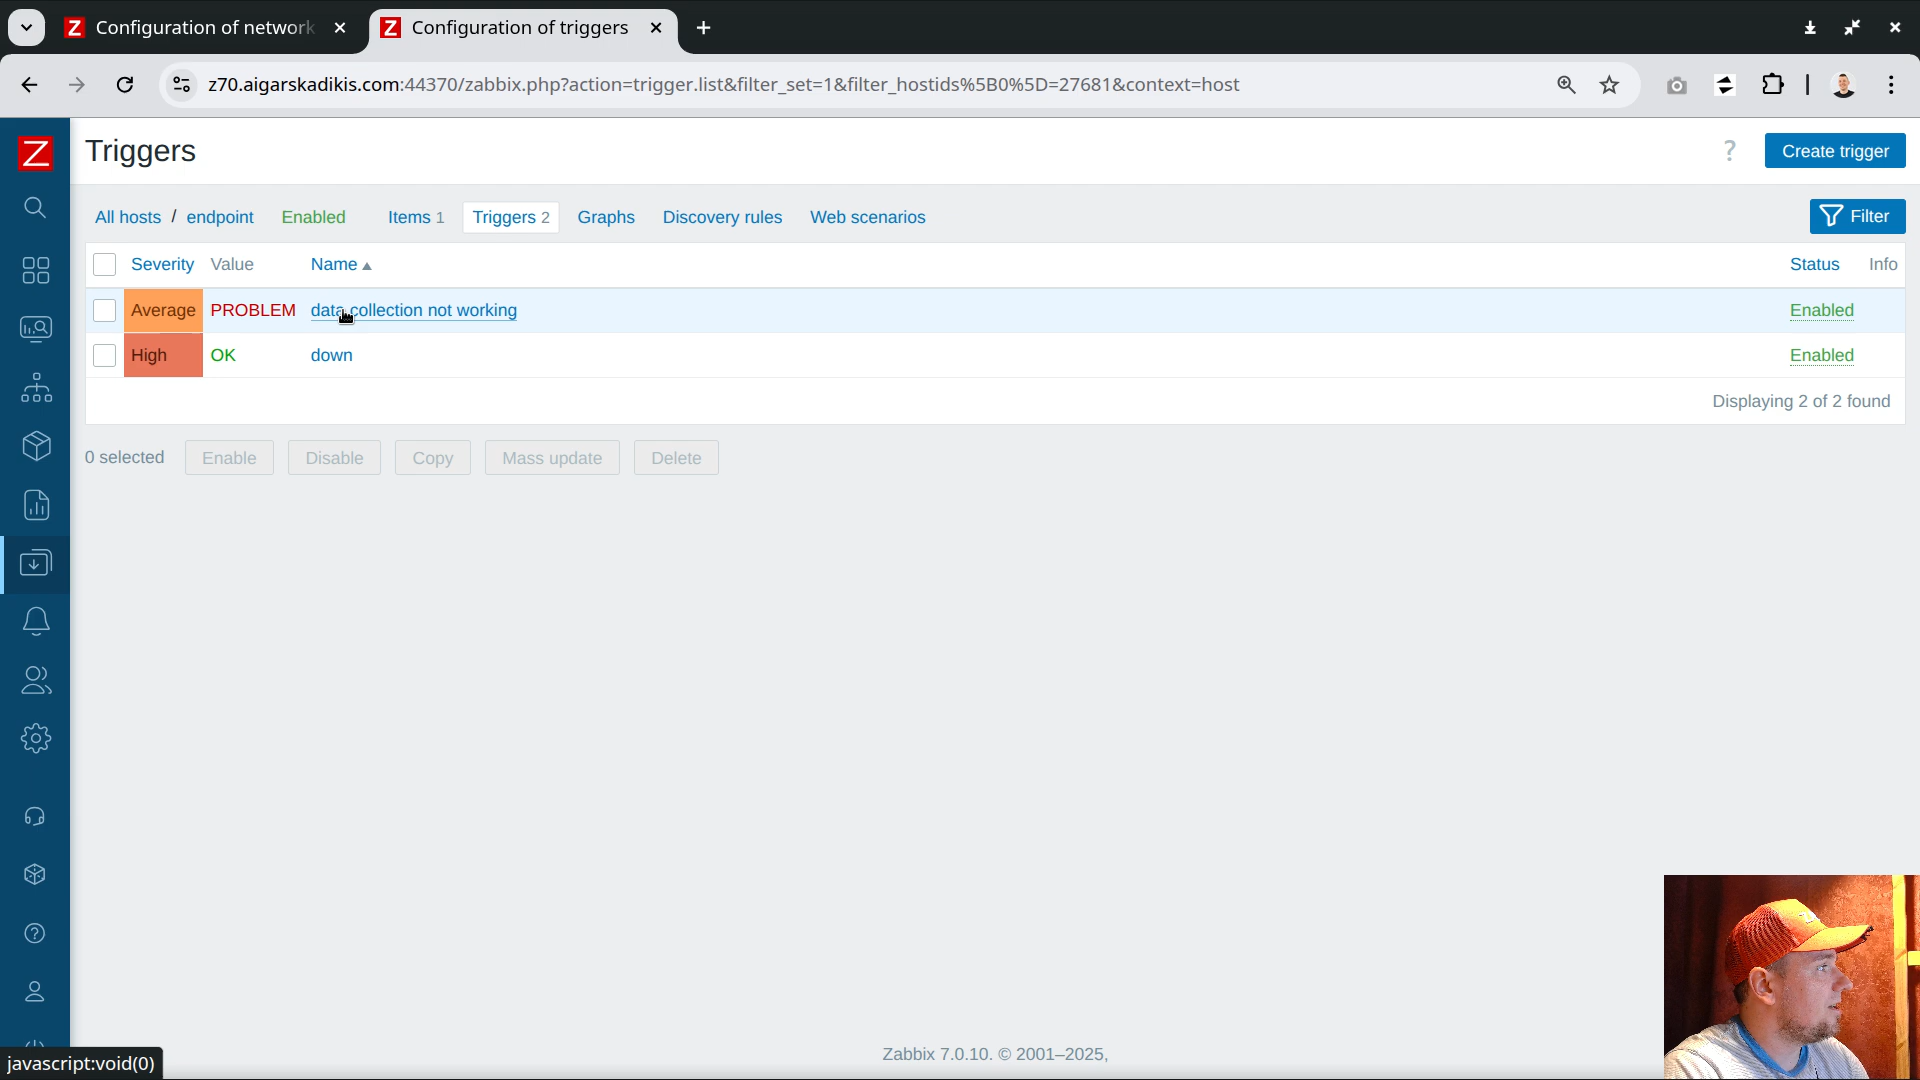 Z Configuration of network
Z Configuration of triggers
z70.aigarskadikis.com:44370/zabbix.php?action=trigger.list&filter_set=1&filter_hostids%5B0%5D=27681&context=host
Z
Triggers
? Create trigger
All hosts / endpoint Enabled Items 1 Triggers 2 Graphs Discovery rules Web scenarios
Filter
Severity Value Name Status Info
Average PROBLEM data collection not working Enabled
High OK down Enabled
Displaying 2 of 2 found
0 selected Enable Disable Copy Mass update Delete
Zabbix 7.0.10. © 2001–2025,
javascript:void(0)